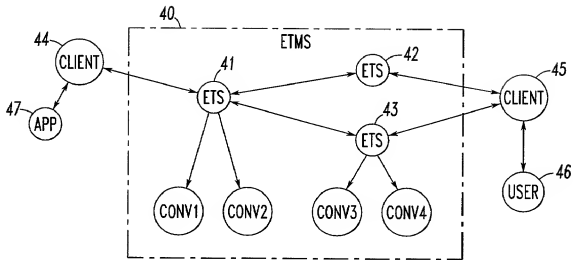 40
44
ETMS
45
CLIENT
41
42
ETS
ETS
CLIENT
47
APP
43
ETS
46
USER
CONV1
CONV2
CONV3
CONV4